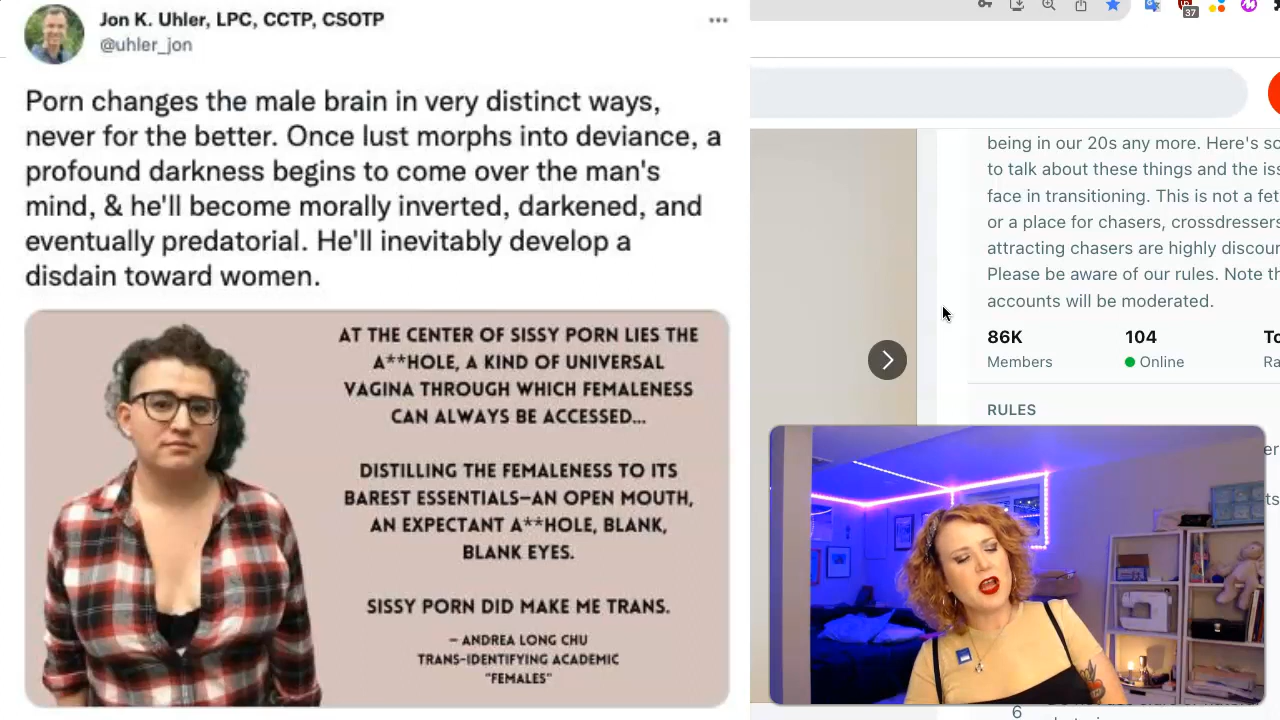 Jon K. Uhler, LPC, CCTP, CSOTP
@uhler_jon
Porn changes the male brain in very distinct ways,
never for the better. Once lust morphs into deviance, a
profound darkness begins to come over the man's
mind, & he'll become morally inverted, darkened, and
eventually predatorial. He'll inevitably develop a
disdain toward women.
AT THE CENTER OF SISSY PORN LIES THE
A**HOLE, A KIND OF UNIVERSAL
VAGINA THROUGH WHICH FEMALENESS
CAN ALWAYS BE ACCESSED...
DISTILLING THE FEMALENESS TO ITS
BAREST ESSENTIALS—AN OPEN MOUTH,
AN EXPECTANT A**HOLE, BLANK,
BLANK EYES.
SISSY PORN DID MAKE ME TRANS.
– ANDREA LONG CHU
TRANS-IDENTIFYING ACADEMIC
"FEMALES"
37
being in our 20s any more. Here's so
to talk about these things and the iss
face in transitioning. This is not a fet
or a place for chasers, crossdressers
attracting chasers are highly discour
Please be aware of our rules. Note th
accounts will be moderated.
86K 104 To
Members Online Ra
RULES
er
ts
6